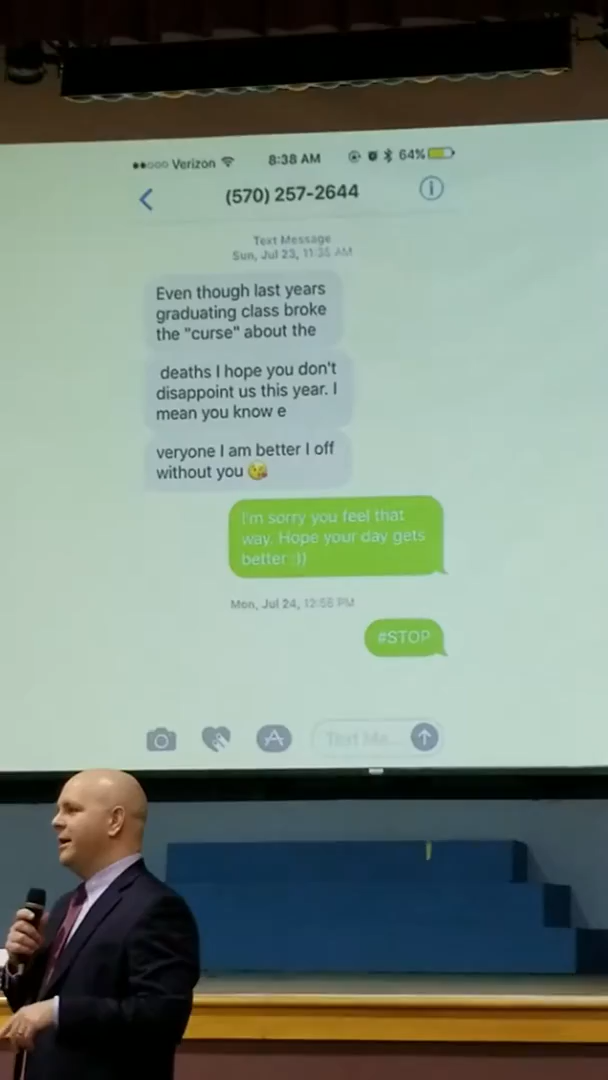 Verizon 8:38 AM 64%
(570) 257-2644
Text Message
Sun, Jul 23, 11:35 AM
Even though last years
graduating class broke
the "curse" about the
deaths I hope you don't
disappoint us this year. I
mean you know e
veryone I am better I off
without you 😘
I'm sorry you feel that
way. Hope your day gets
better :))
Mon, Jul 24, 12:56 PM
#STOP
Text Me...